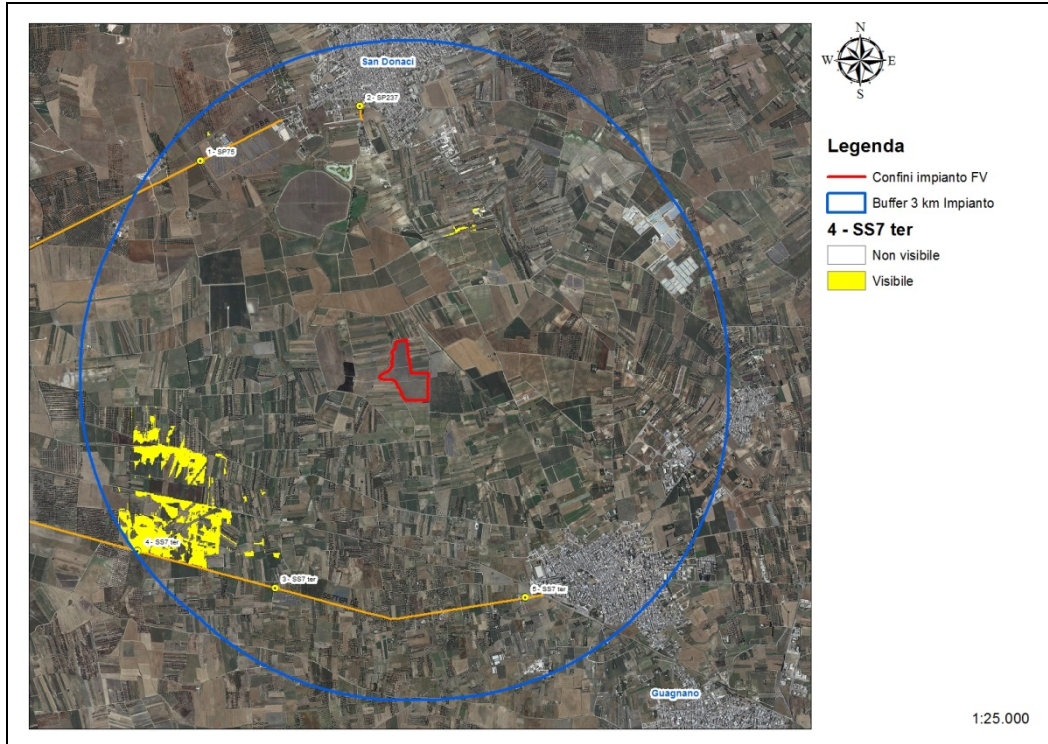 San Donaci
2 - SP237
1 - SP75
4 - SS7 ter
3 - SS7 ter
5 - SS7 ter
Guagnano
N
W
E
S
Legenda
Confini impianto FV
Buffer 3 km Impianto
4 - SS7 ter
Non visibile
Visibile
1:25.000